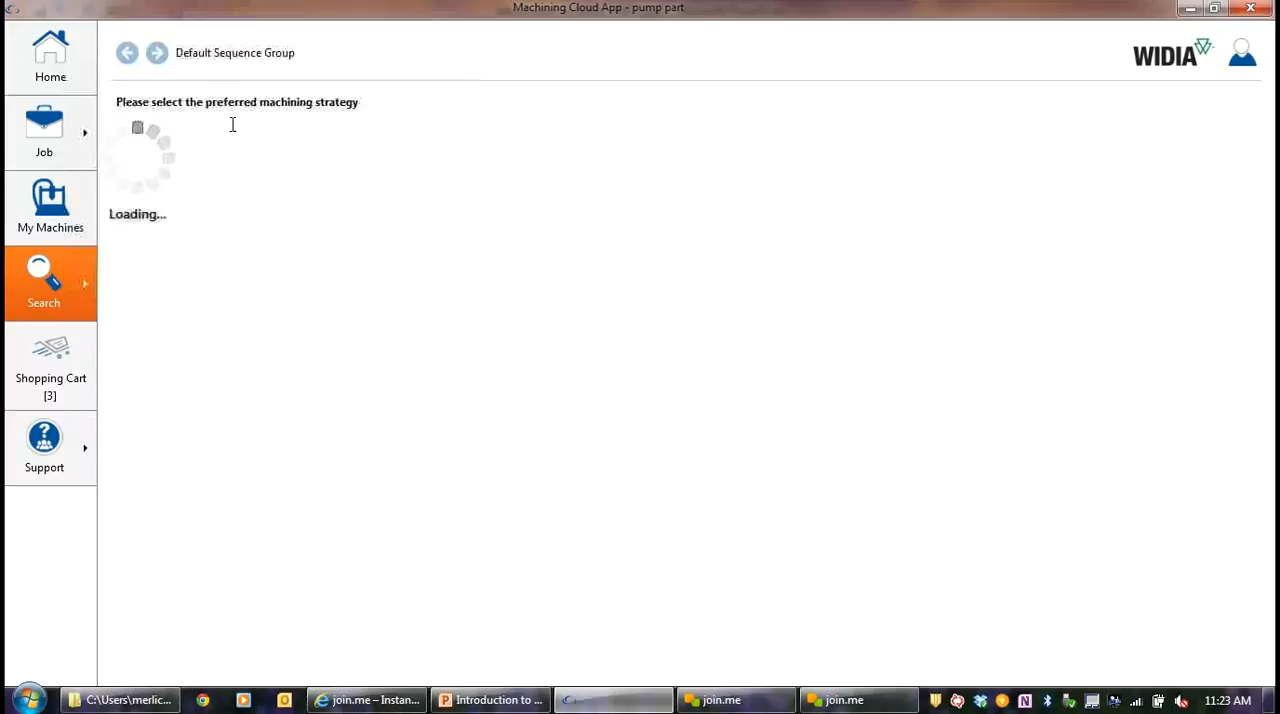 Machining Cloud App - pump part
Home
Job
My Machines
Search
Shopping Cart
[3]
Support
Default Sequence Group
WIDIA
Please select the preferred machining strategy
Loading...
C:\Users\merlic...
join.me – Instan...
Introduction to ...
join.me
join.me
11:23 AM